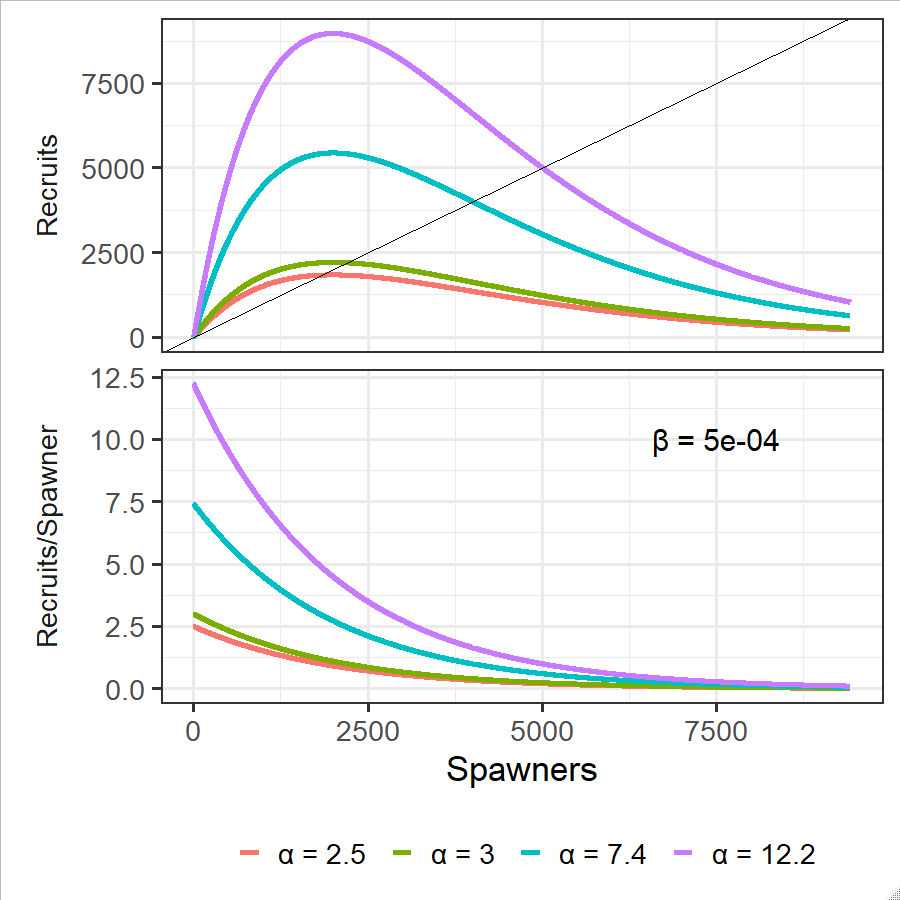 Recruits
7500
5000
2500
0
Recruits/Spawner
12.5
10.0
7.5
5.0
2.5
0.0
β = 5e-04
0 2500 5000 7500
Spawners
α = 2.5 α = 3 α = 7.4 α = 12.2